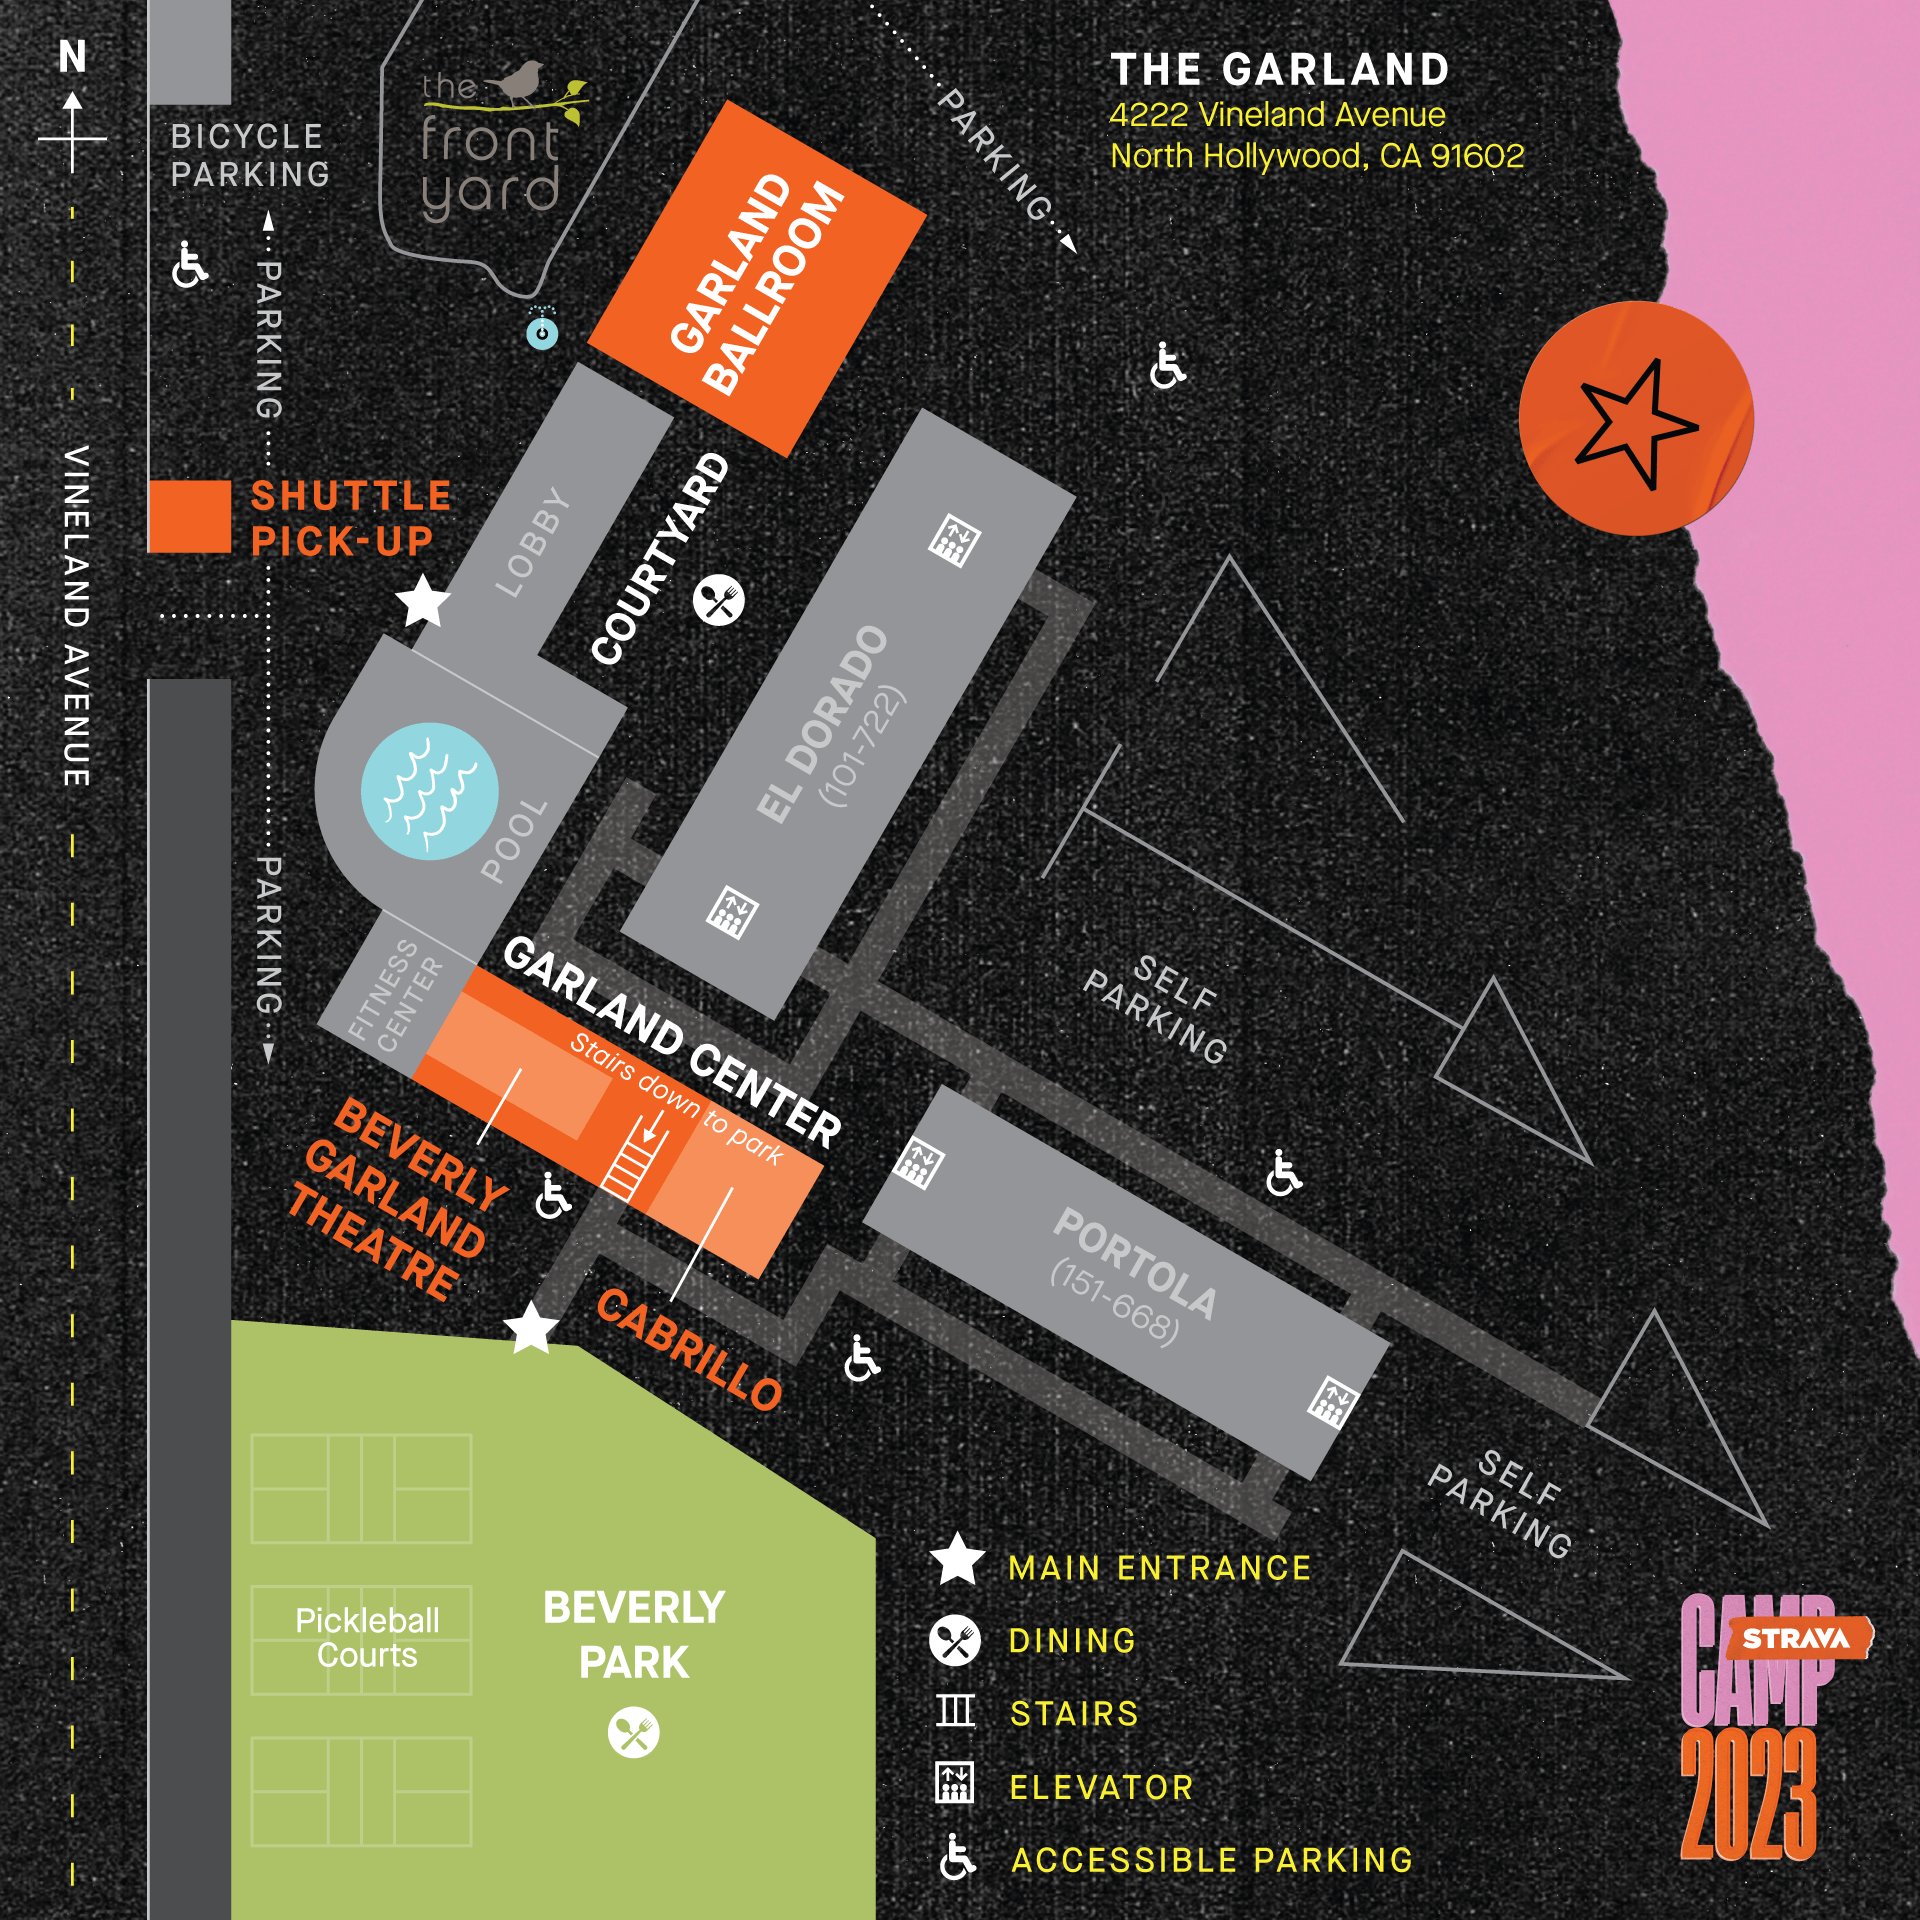 N
BICYCLE
PARKING
the
front
yard
PARKING
THE GARLAND
4222 Vineland Avenue
North Hollywood, CA 91602
GARLAND
BALLROOM
PARKING
SHUTTLE
PICK-UP
VINELAND AVENUE
LOBBY
COURTYARD
EL DORADO
(101-722)
POOL
PARKING
FITNESS
CENTER
GARLAND CENTER
Stairs down to park
SELF
PARKING
BEVERLY
GARLAND
THEATRE
CABRILLO
PORTOLA
(151-668)
SELF
PARKING
Pickleball
Courts
BEVERLY
PARK
MAIN ENTRANCE
DINING
STAIRS
ELEVATOR
ACCESSIBLE PARKING
CAMP
STRAVA
2023